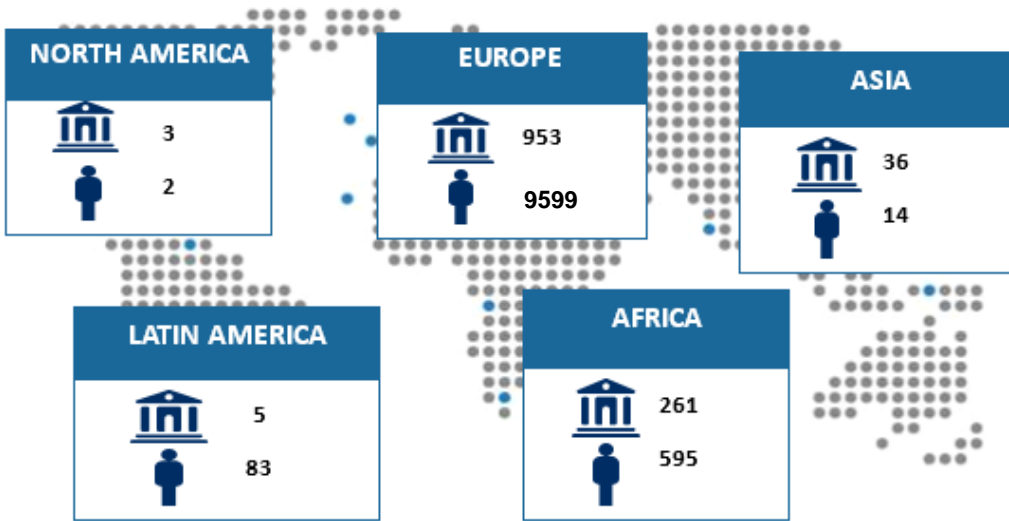 NORTH AMERICA
3
2
EUROPE
953
9599
ASIA
36
14
LATIN AMERICA
5
83
AFRICA
261
595